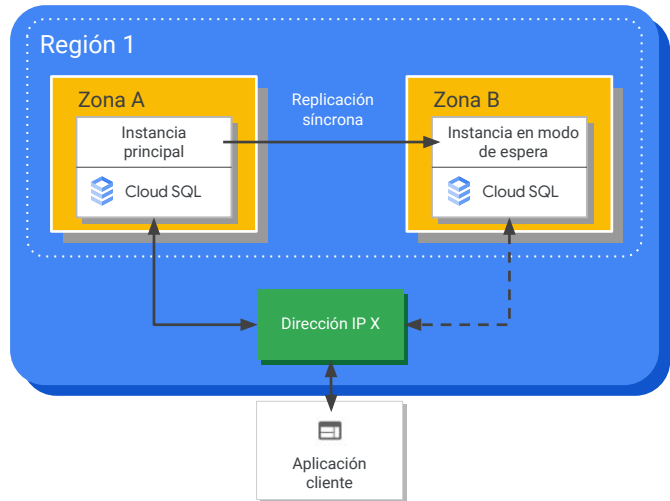 Región 1
Zona A
Instancia
principal
Cloud SQL
Replicación
síncrona
Zona B
Instancia en modo
de espera
Cloud SQL
Dirección IP X
Aplicación
cliente